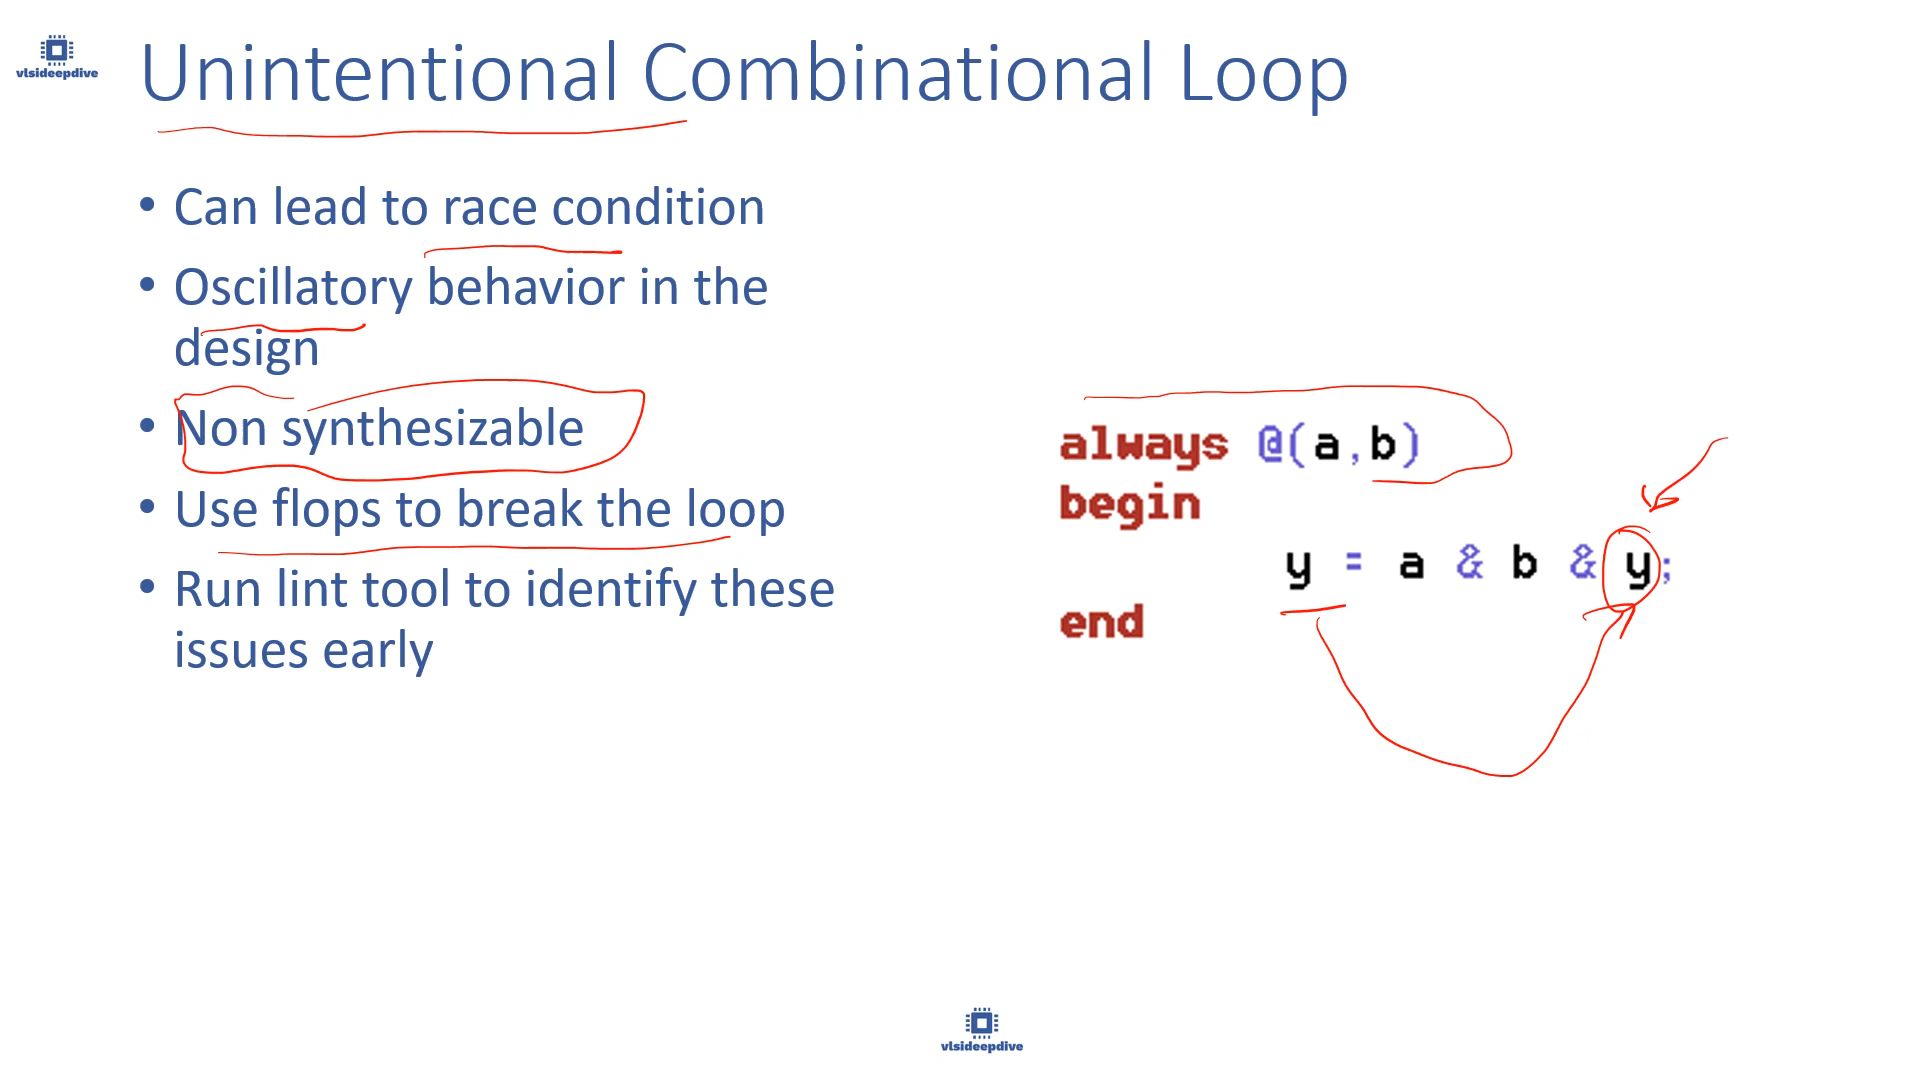 vlsideepdive
Unintentional Combinational Loop
• Can lead to race condition
• Oscillatory behavior in the
design
• Non synthesizable
• Use flops to break the loop
• Run lint tool to identify these
issues early
always @(a,b)
begin
y = a & b & y;
end
vlsideepdive